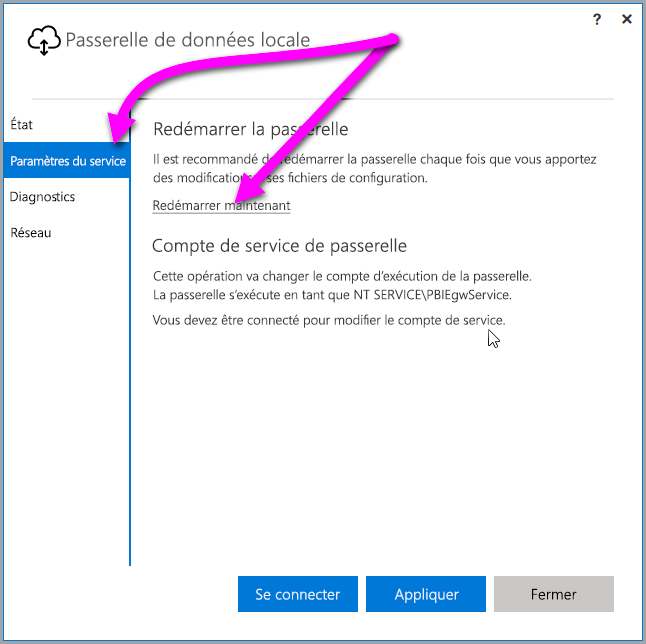 ?
Passerelle de données locale
État
Paramètres du service
Diagnostics
Réseau
Redémarrer la passerelle
Il est recommandé de redémarrer la passerelle chaque fois que vous apportez
des modifications ses fichiers de configuration.
Redémarrer maintenant
Compte de service de passerelle
Cette opération va changer le compte d’exécution de la passerelle.
La passerelle s’exécute en tant que NT SERVICE\PBIEgwService.
Vous devez être connecté pour modifier le compte de service.
Se connecter
Appliquer
Fermer